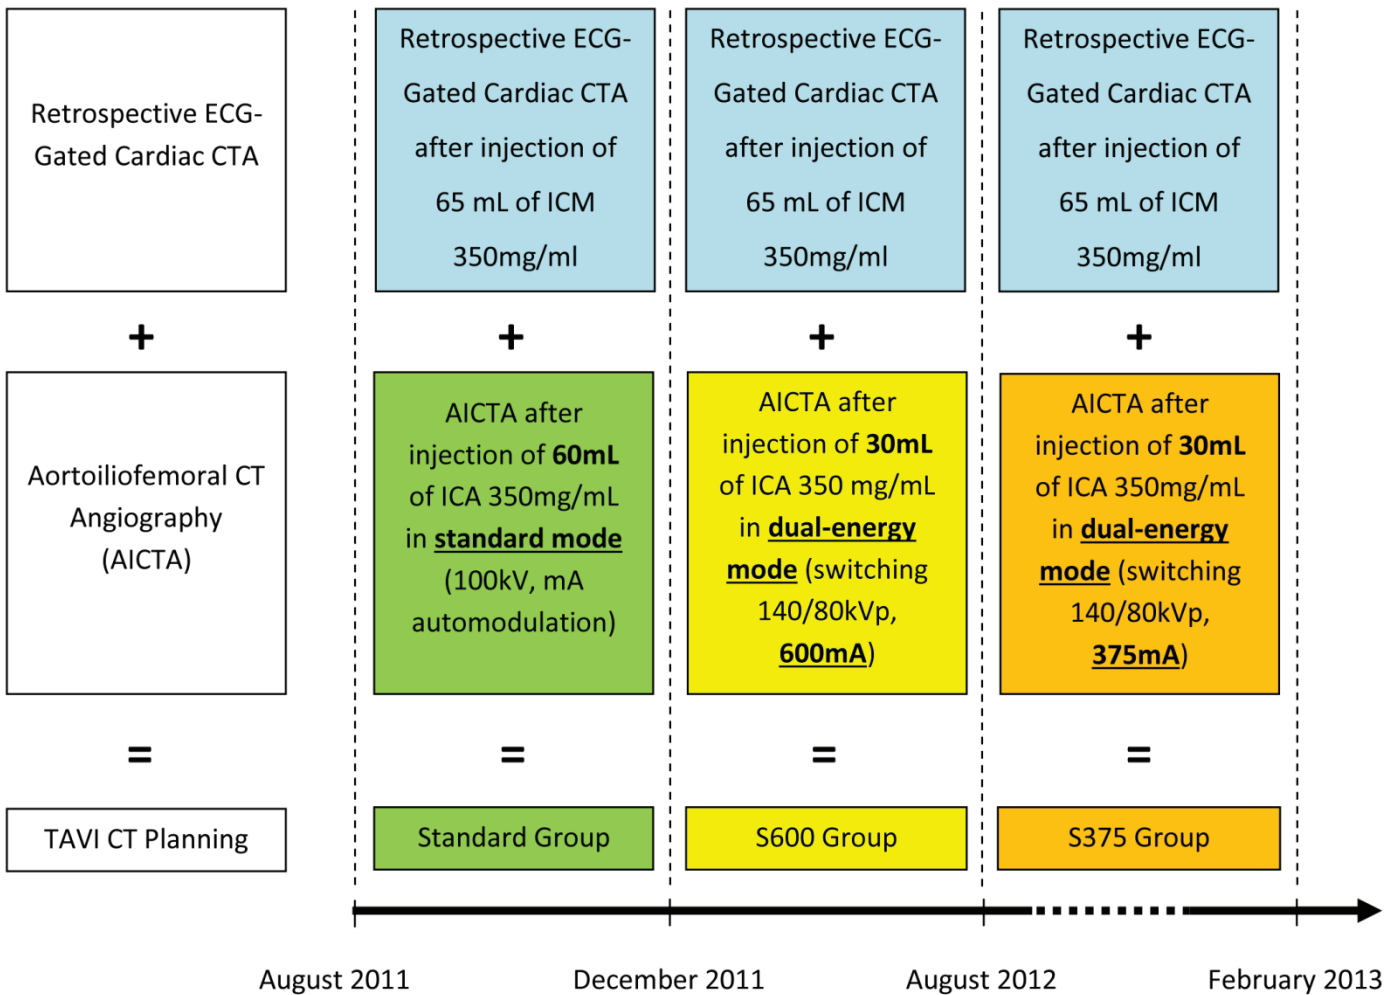 Retrospective ECG-
Gated Cardiac CTA
+
Aortoiliofemoral CT
Angiography
(AICTA)
=
TAVI CT Planning
Retrospective ECG-
Gated Cardiac CTA
after injection of
65 mL of ICM
350mg/ml
+
AICTA after
injection of 60mL
of ICA 350mg/mL
in standard mode
(100kV, mA
automodulation)
=
Standard Group
Retrospective ECG-
Gated Cardiac CTA
after injection of
65 mL of ICM
350mg/ml
+
AICTA after
injection of 30mL
of ICA 350 mg/mL
in dual-energy
mode (switching
140/80kVp,
600mA)
=
S600 Group
Retrospective ECG-
Gated Cardiac CTA
after injection of
65 mL of ICM
350mg/ml
+
AICTA after
injection of 30mL
of ICA 350mg/mL
in dual-energy
mode (switching
140/80kVp,
375mA)
=
S375 Group
August 2011
December 2011
August 2012
February 2013